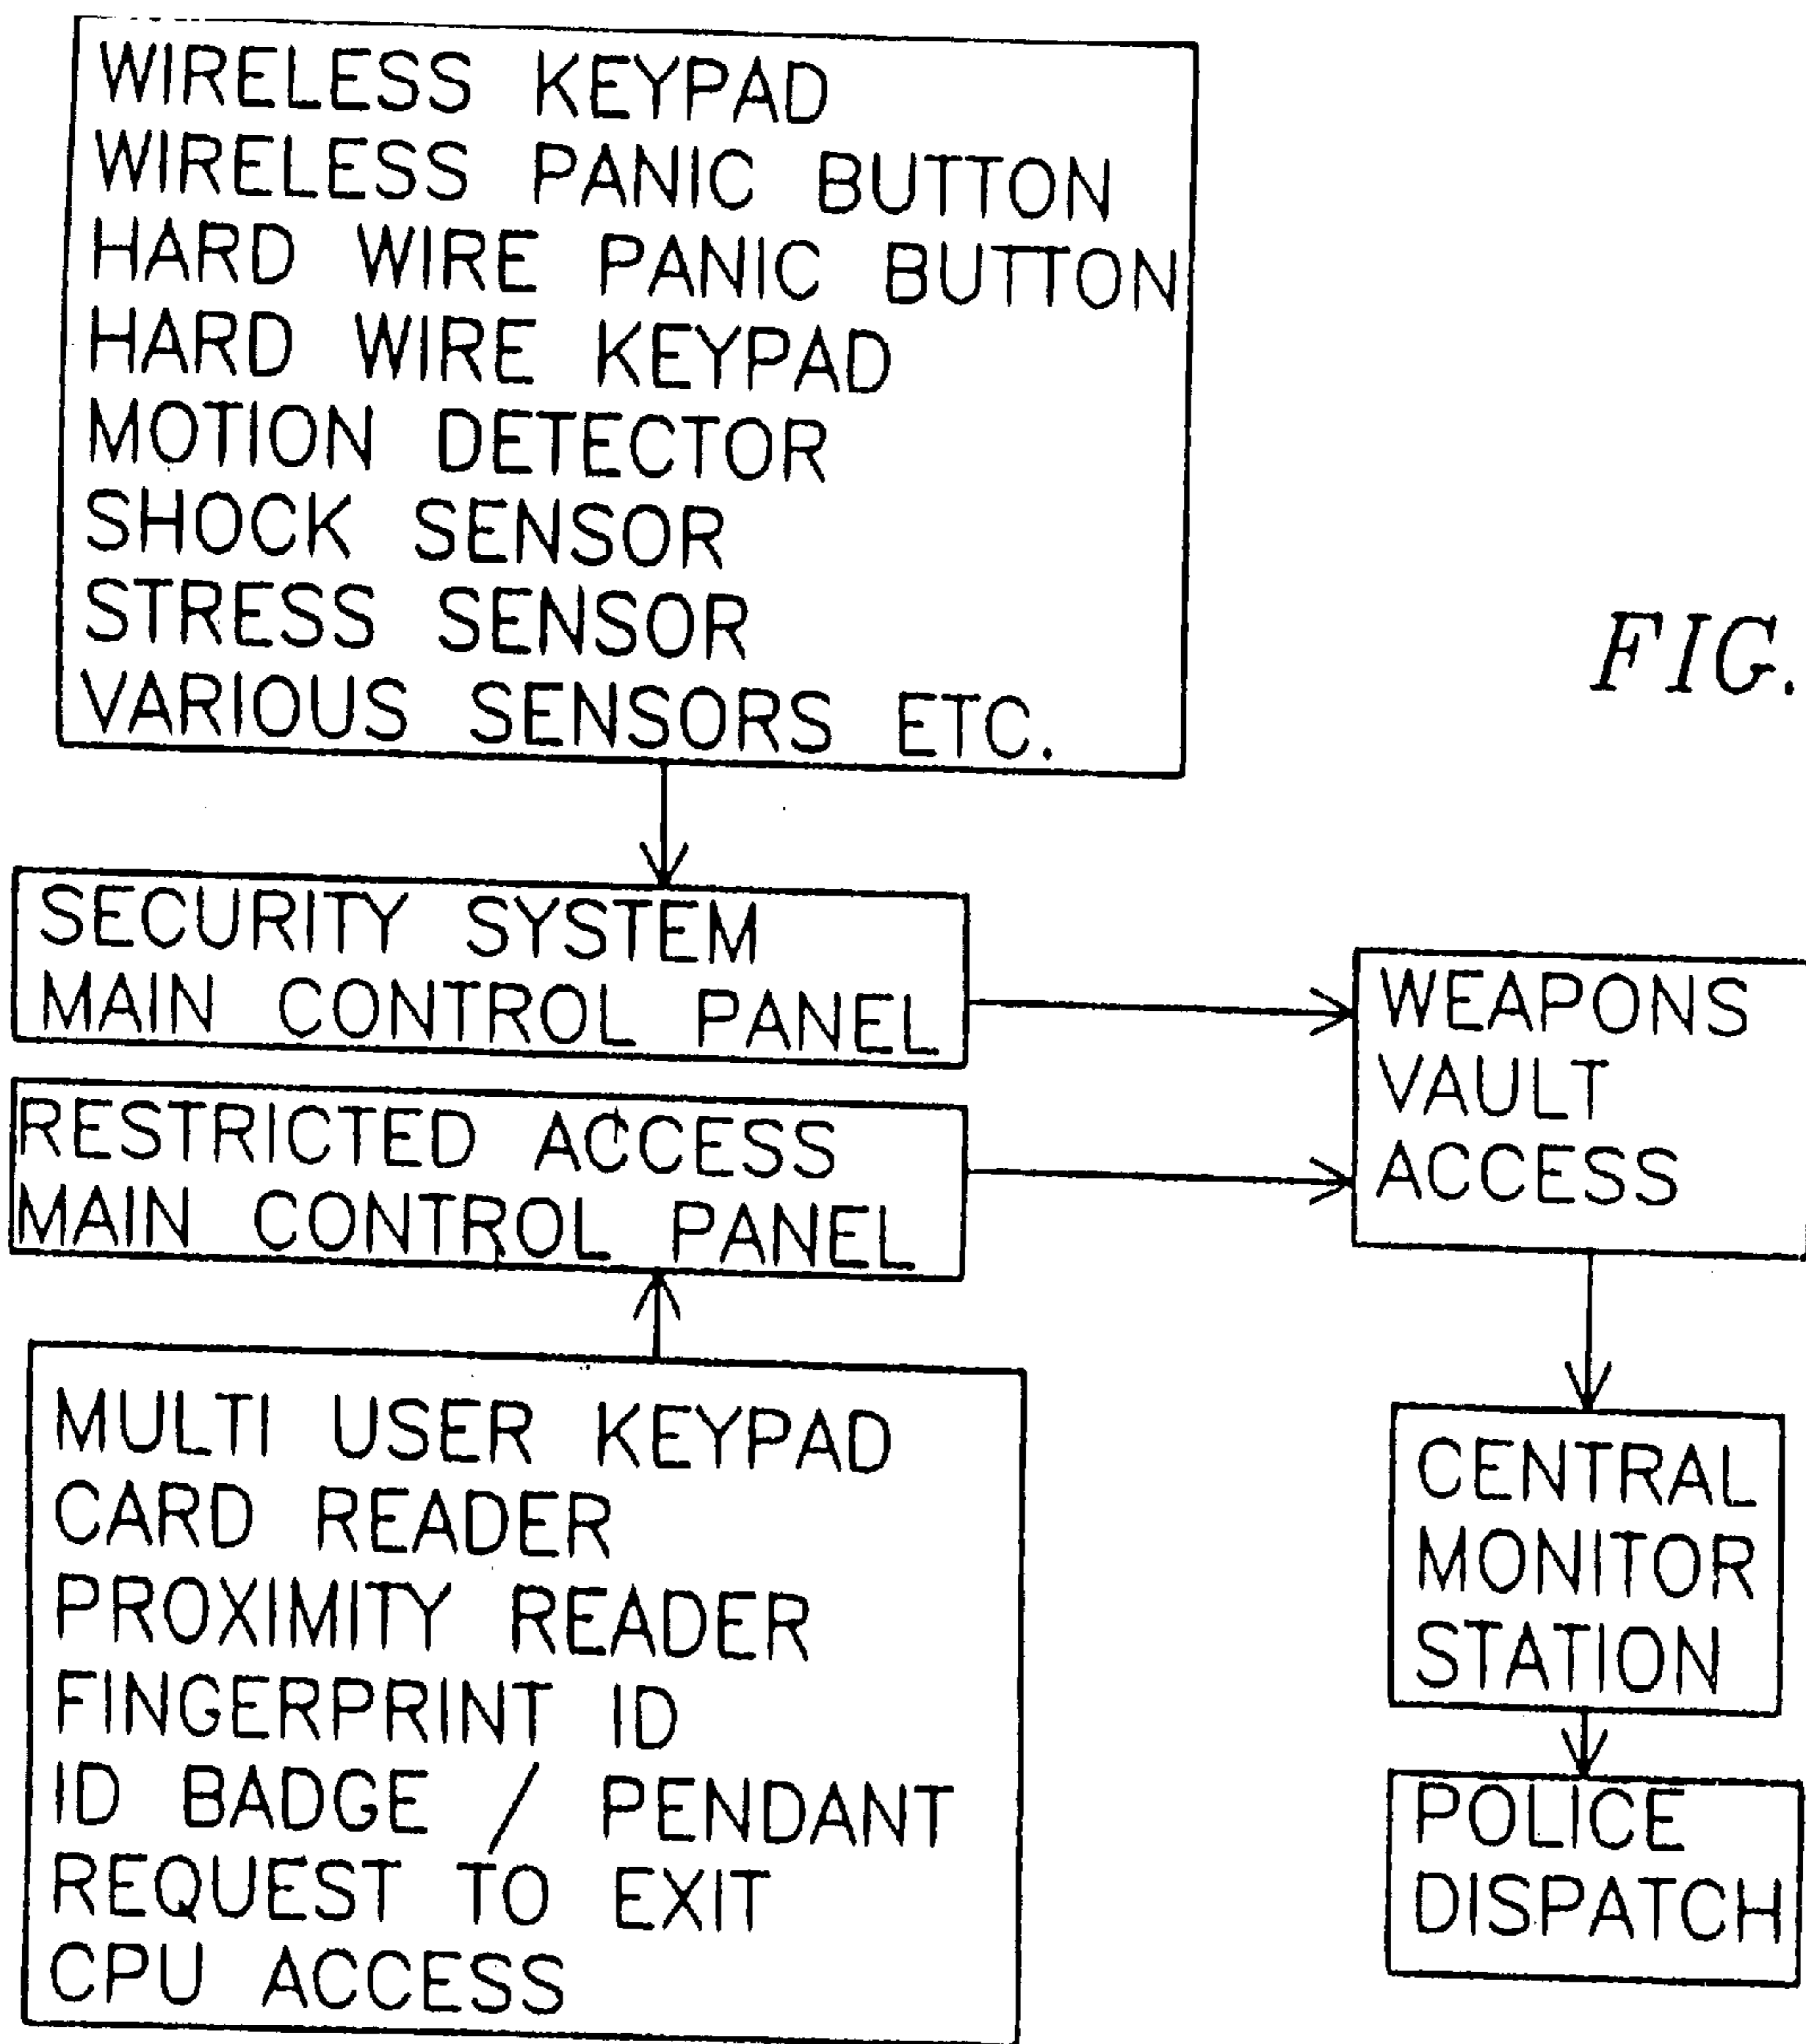 WIRELESS KEYPAD
WIRELESS PANIC BUTTON
HARD WIRE PANIC BUTTON
HARD WIRE KEYPAD
MOTION DETECTOR
SHOCK SENSOR
STRESS SENSOR
VARIOUS SENSORS ETC.
FIG.
SECURITY SYSTEM
MAIN CONTROL PANEL
RESTRICTED ACCESS
MAIN CONTROL PANEL
WEAPONS
VAULT
ACCESS
MULTI USER KEYPAD
CARD READER
PROXIMITY READER
FINGERPRINT ID
ID BADGE / PENDANT
REQUEST TO EXIT
CPU ACCESS
CENTRAL
MONITOR
STATION
POLICE
DISPATCH